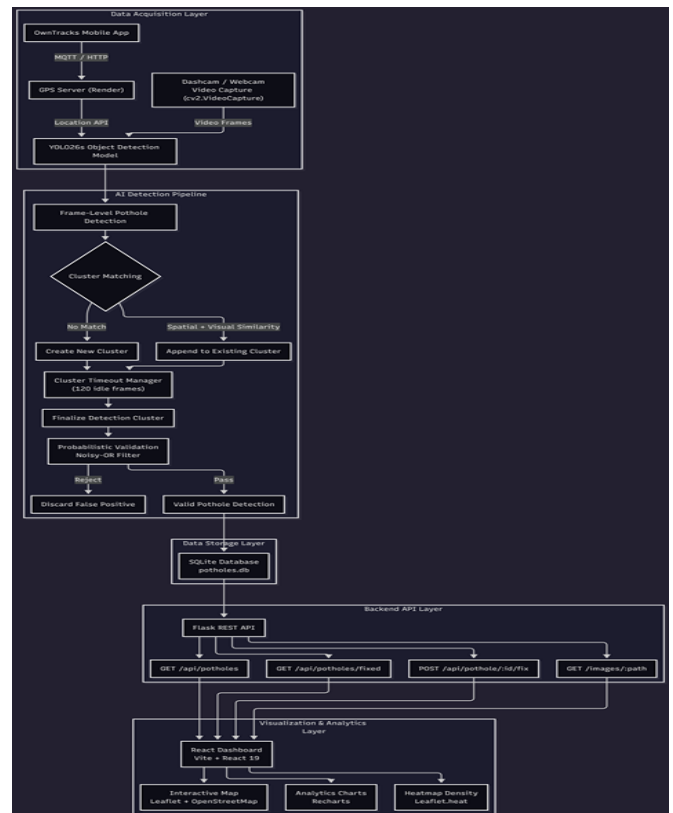 Data Acquisition Layer
OwnTracks Mobile App
MQTT / HTTP
GPS Server (Render)
Dashcam / Webcam
Video Capture
(cv2.VideoCapture)
Location API
Video Frames
YOLO26s Object Detection
Model
AI Detection Pipeline
Frame-Level Pothole
Detection
Cluster Matching
No Match
Spatial + Visual Similarity
Create New Cluster
Append to Existing Cluster
Cluster Timeout Manager
(120 idle frames)
Finalize Detection Cluster
Probabilistic Validation
Noisy-OR Filter
Reject
Pass
Discard False Positive
Valid Pothole Detection
Data Storage Layer
SQLite Database
potholes.db
Backend API Layer
Flask REST API
GET /api/potholes
GET /api/potholes/fixed
POST /api/pothole/:id/fix
GET /images/:path
Visualization & Analytics
Layer
React Dashboard
Vite + React 19
Interactive Map
Leaflet + OpenStreetMap
Analytics Charts
Recharts
Heatmap Density
Leaflet.heat